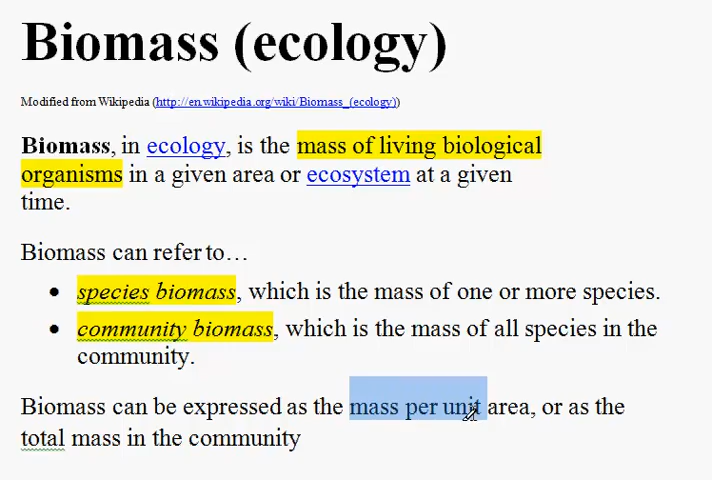 Biomass (ecology)
Modified from Wikipedia (http://en.wikipedia.org/wiki/Biomass_(ecology))
Biomass, in ecology, is the mass of living biological
organisms in a given area or ecosystem at a given
time.
Biomass can refer to…
• species biomass, which is the mass of one or more species.
• community biomass, which is the mass of all species in the
community.
Biomass can be expressed as the mass per unit area, or as the
total mass in the community